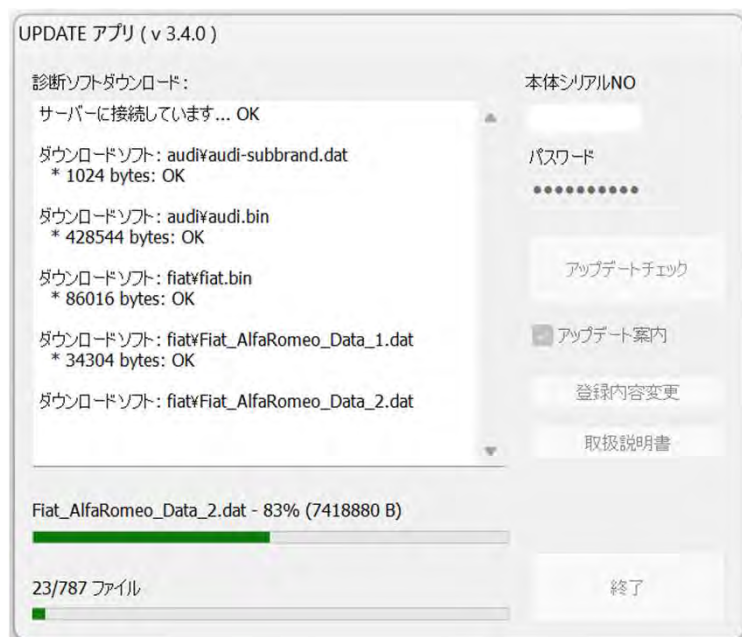 UPDATE アプリ ( v 3.4.0 )
診断ソフトダウンロード:
サーバーに接続しています... OK
ダウンロードソフト: audi¥audi-subbrand.dat
* 1024 bytes: OK
ダウンロードソフト: audi¥audi.bin
* 428544 bytes: OK
ダウンロードソフト: fiat¥fiat.bin
* 86016 bytes: OK
ダウンロードソフト: fiat¥Fiat_AlfaRomeo_Data_1.dat
* 34304 bytes: OK
ダウンロードソフト: fiat¥Fiat_AlfaRomeo_Data_2.dat
Fiat_AlfaRomeo_Data_2.dat - 83% (7418880 B)
23/787 ファイル
本体シリアルNO
パスワード
●●●●●●●●●●
アップデートチェック
アップデート案内
登録内容変更
取扱説明書
終了